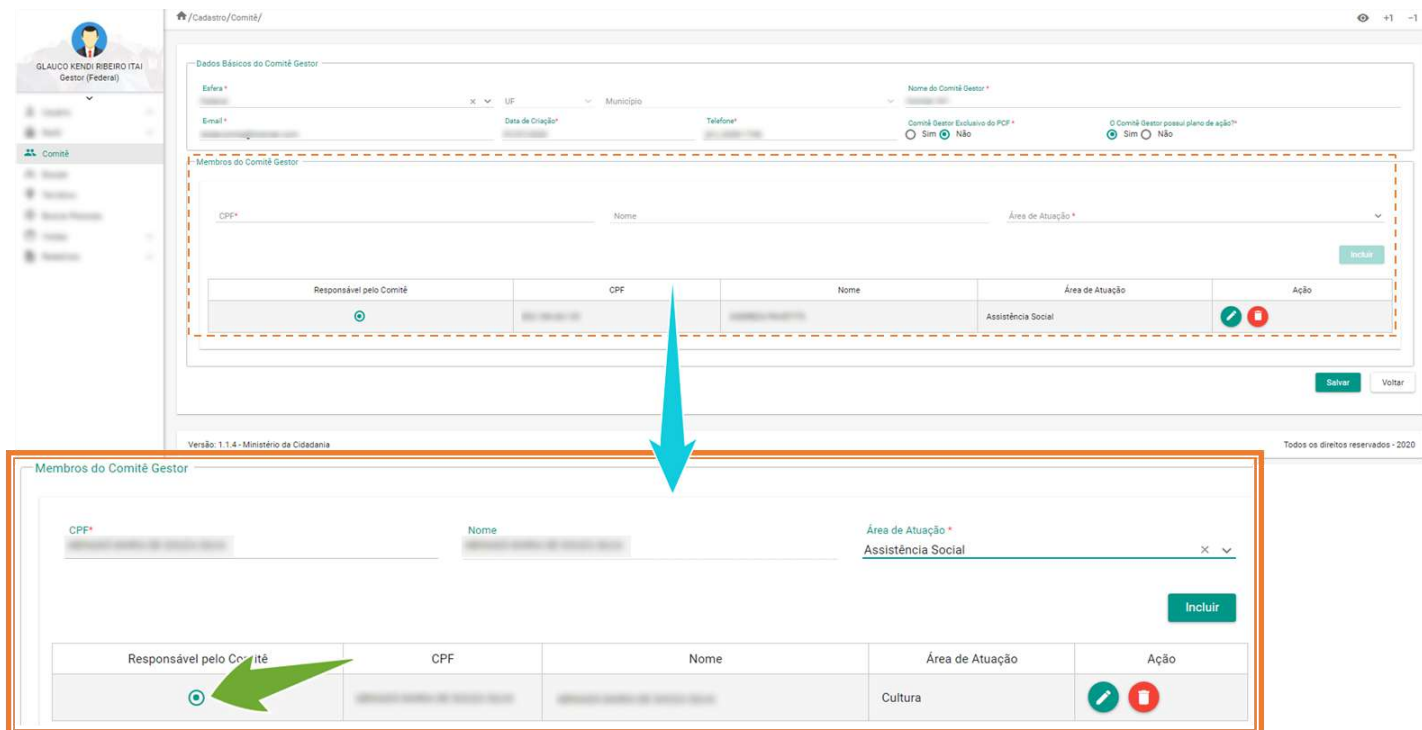 /Cadastro/Comitê/
+1 -1
GLAUCO KENDI RIBEIRO ITAI
Gestor (Federal)
Comitê
Dados Básicos do Comitê Gestor
Esfera *
UF
Município
Nome do Comitê Gestor *
E-mail *
Data de Criação*
Telefone*
Comitê Gestor Exclusivo do PCF *
Sim Não
O Comitê Gestor possui plano de ação?*
Sim Não
Membros do Comitê Gestor
CPF* Nome Área de Atuação *
Incluir
Responsável pelo Comitê CPF Nome Área de Atuação Ação
Assistência Social
Salvar Voltar
Versão: 1.1.4 - Ministério da Cidadania Todos os direitos reservados - 2020
Membros do Comitê Gestor
CPF* Nome Área de Atuação *
Assistência Social
Incluir
Responsável pelo Comitê CPF Nome Área de Atuação Ação
Cultura